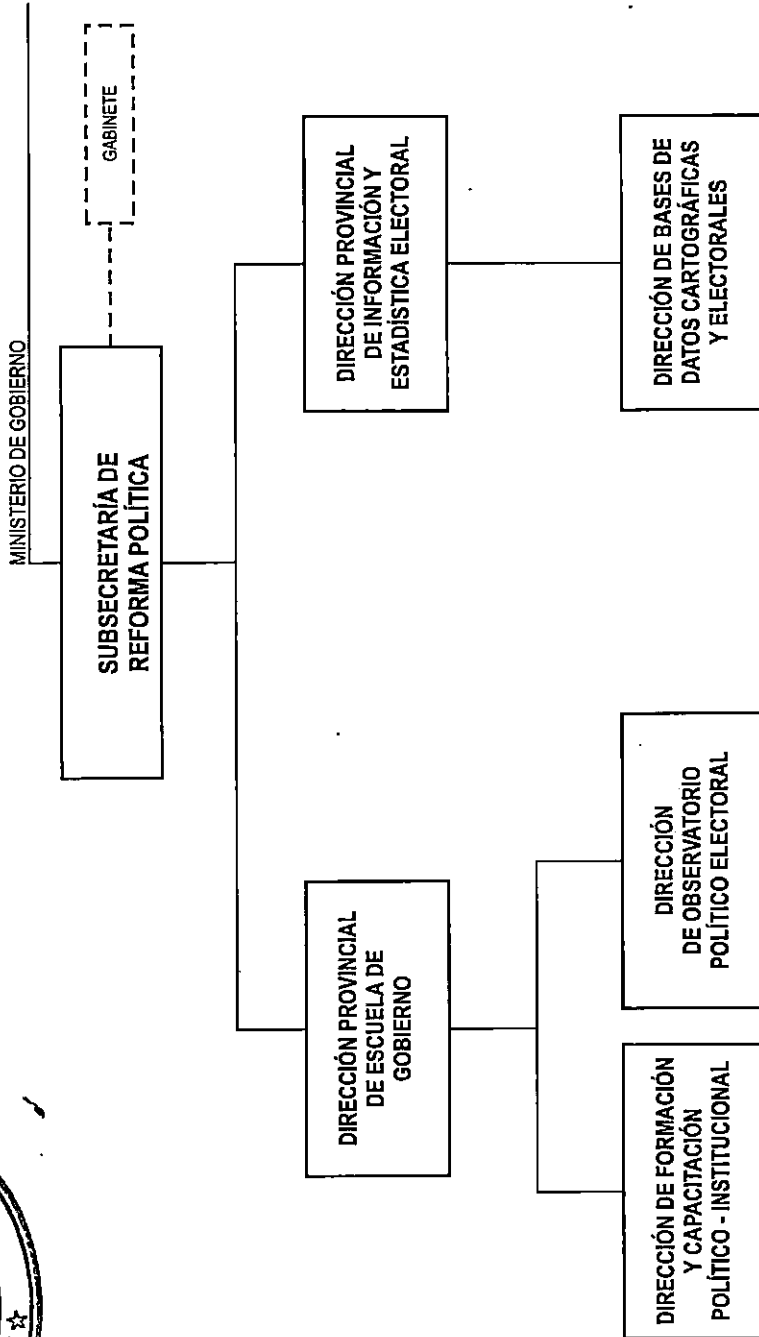 MINISTERIO DE GOBIERNO
SUBSECRETARÍA DE
REFORMA POLÍTICA
GABINETE
DIRECCIÓN PROVINCIAL
DE ESCUELA DE
GOBIERNO
DIRECCIÓN PROVINCIAL
DE INFORMACIÓN Y
ESTADÍSTICA ELECTORAL
DIRECCIÓN DE FORMACIÓN
Y CAPACITACIÓN
POLÍTICO - INSTITUCIONAL
DIRECCIÓN
DE OBSERVATORIO
POLÍTICO ELECTORAL
DIRECCIÓN DE BASES DE
DATOS CARTOGRÁFICAS
Y ELECTORALES